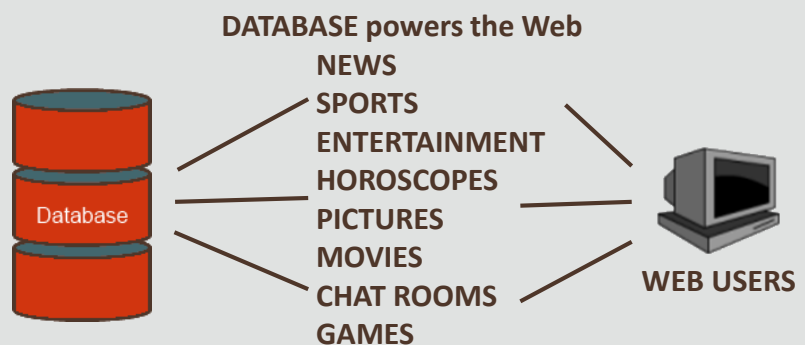 DATABASE powers the Web
NEWS
SPORTS
ENTERTAINMENT
HOROSCOPES
PICTURES
MOVIES
CHAT ROOMS
GAMES
Database
WEB USERS